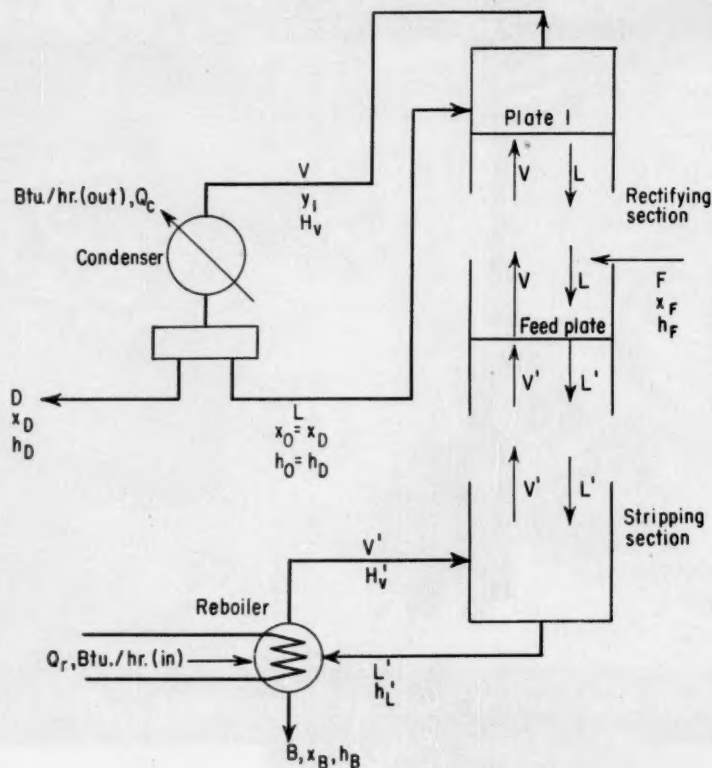 Plate 1
V
y₁
H_v
V
L
Btu./hr.(out), Q_c
Rectifying
section
Condenser
V
L
F
x_F
h_F
Feed plate
V'
L'
D
x_D
h_D
L
x_O = x_D
h_O = h_D
V'
L'
Stripping
section
V'
H_v'
Reboiler
Q_r, Btu./hr.(in)
L'
h_L'
B, x_B, h_B